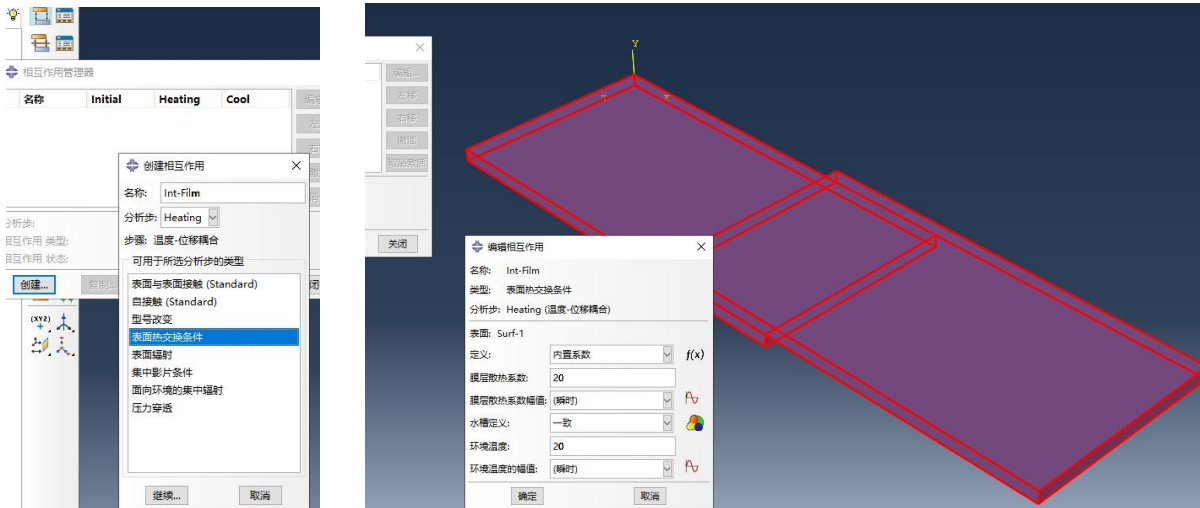 相互作用管理器
名称 Initial Heating Cool
创建相互作用
名称: Int-Film
分析步: Heating
步骤: 温度-位移耦合
可用于所选分析步的类型
表面与表面接触 (Standard)
自接触 (Standard)
型号改变
表面热交换条件
表面辐射
集中影片条件
面向环境的集中辐射
压力穿透
继续... 取消
分析步:
相互作用 类型:
相互作用 状态:
创建... 复制...
(XYZ)
编辑...
左移
右移
激活
取消激活
关闭
Y
编辑相互作用
名称: Int-Film
类型: 表面热交换条件
分析步: Heating (温度-位移耦合)
表面: Surf-1
定义: 内置系数 f(x)
膜层散热系数: 20
膜层散热系数幅值: (瞬时)
水槽定义: 一致
环境温度: 20
环境温度的幅值: (瞬时)
确定 取消